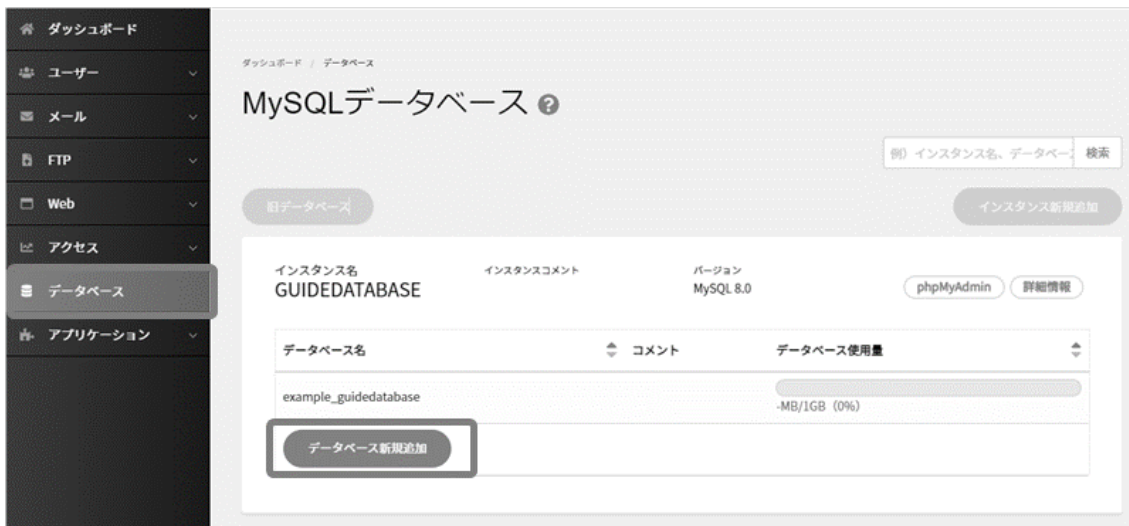 ダッシュボード
ユーザー
メール
FTP
Web
アクセス
データベース
アプリケーション
ダッシュボード / データベース
MySQLデータベース ?
例）インスタンス名、データベー
検索
旧データベース
インスタンス新規追加
インスタンス名
GUIDEDATABASE
インスタンスコメント
バージョン
MySQL 8.0
phpMyAdmin
詳細情報
データベース名
コメント
データベース使用量
example_guidedatabase
-MB/1GB（0%）
データベース新規追加